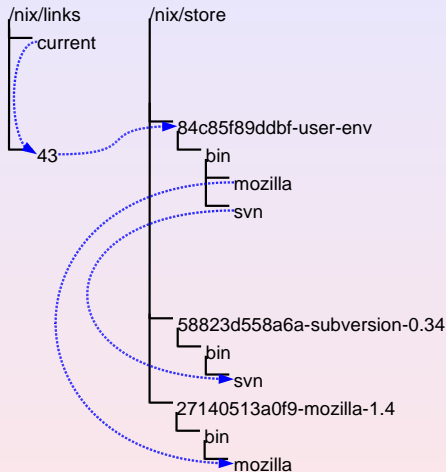 /nix/links
current
43
/nix/store
84c85f89ddbf-user-env
bin
mozilla
svn
58823d558a6a-subversion-0.34
bin
svn
27140513a0f9-mozilla-1.4
bin
mozilla